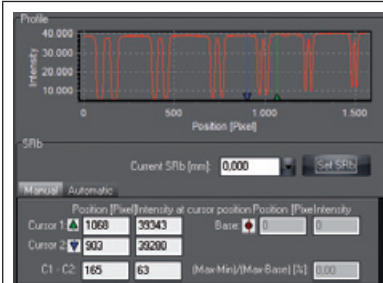 Profile
40.000
30.000
20.000
10.000
Intensity
0 500 1.000 1.500
Position [Pixel]
SRb
Current SRb [mm]: 0,000 Set SRb
Manual Automatic
Position [Pixel] Intensity at cursor position Position [Pixel Intensity
Cursor 1: 1068 39343 Base: 0 0
Cursor 2: 903 39280
C1 - C2: 165 63 (Max-Min)/(Max-Base) [%] 0,00